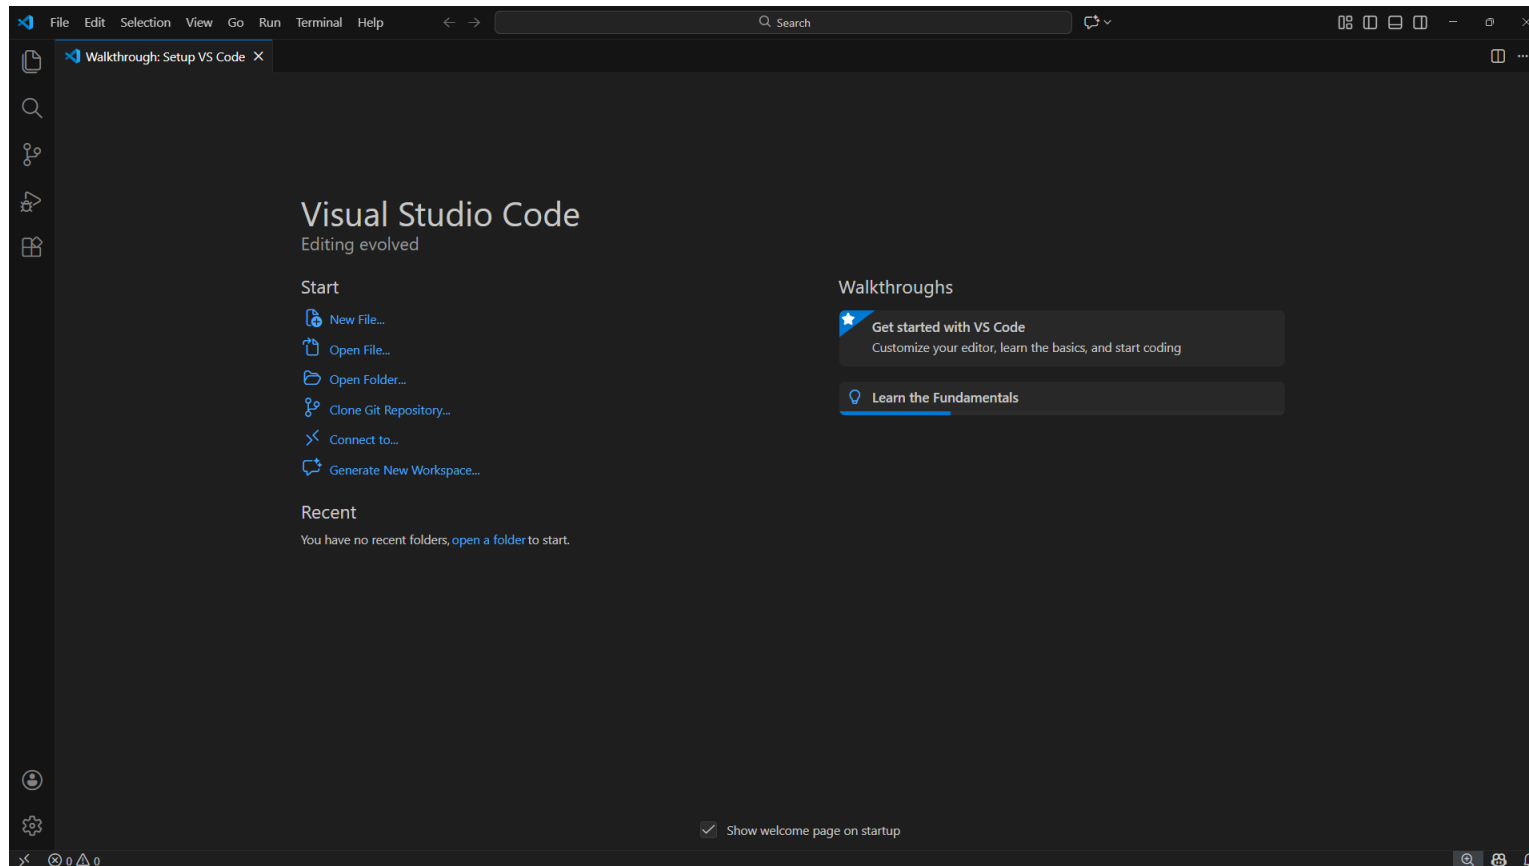 File Edit Selection View Go Run Terminal Help
Search
Walkthrough: Setup VS Code
Visual Studio Code
Editing evolved
Start
New File...
Open File...
Open Folder...
Clone Git Repository...
Connect to...
Generate New Workspace...
Recent
You have no recent folders, open a folder to start.
Walkthroughs
Get started with VS Code
Customize your editor, learn the basics, and start coding
Learn the Fundamentals
Show welcome page on startup
0 0